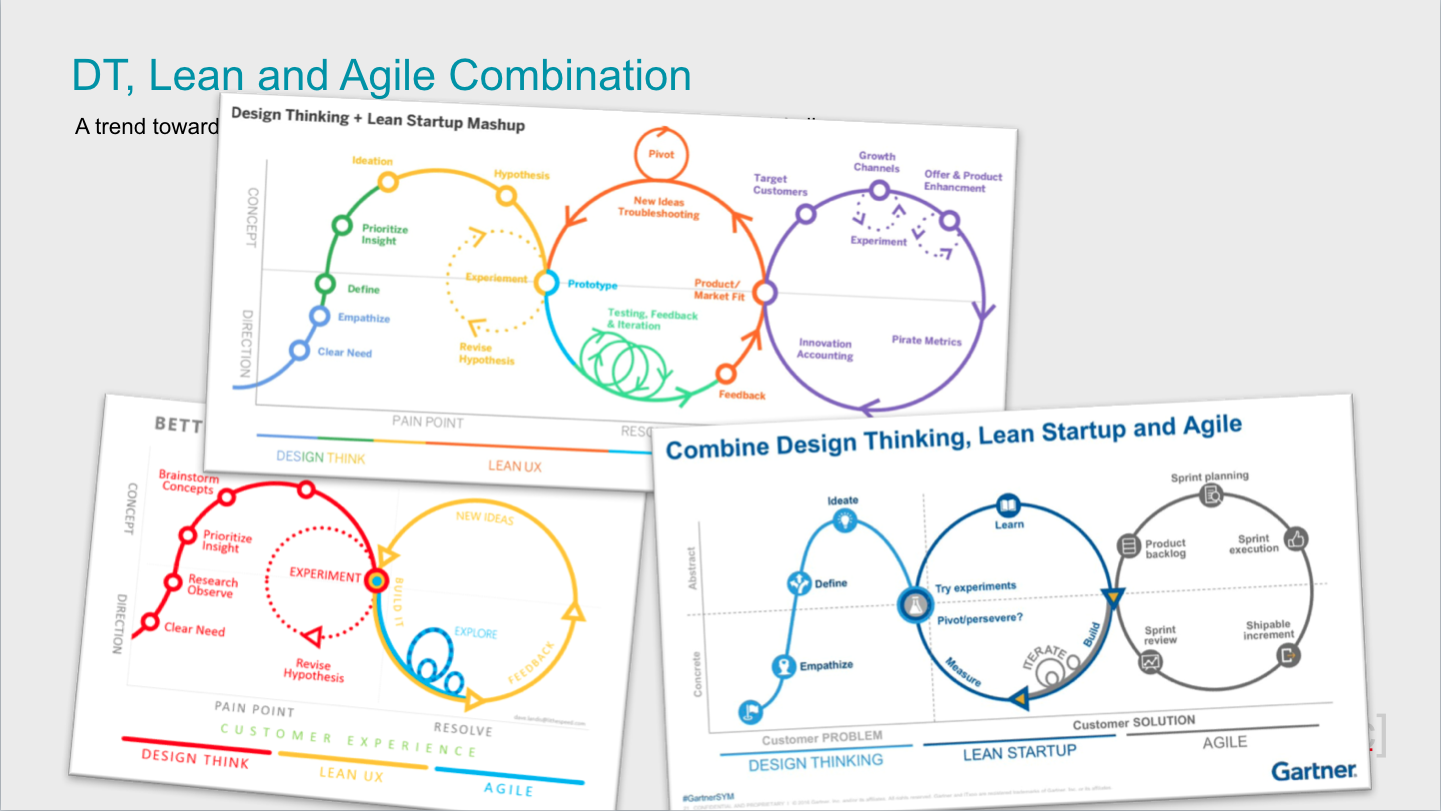 DT, Lean and Agile Combination
A trend toward
Design Thinking + Lean Startup Mashup
CONCEPT
DIRECTION
Ideation
Hypothesis
Prioritize
Insight
Define
Empathize
Clear Need
Experiement
Revise
Hypothesis
Pivot
New Ideas
Troubleshooting
Prototype
Product/
Market Fit
Testing, Feedback
& Iteration
Feedback
Target
Customers
Growth
Channels
Offer & Product
Enhancment
Experiment
Innovation
Accounting
Pirate Metrics
PAIN POINT
DESIGN THINK
LEAN UX
CONCEPT
DIRECTION
Brainstorm
Concepts
Prioritize
Insight
Research
Observe
Clear Need
EXPERIMENT
Revise
Hypothesis
BUILD IT
NEW IDEAS
EXPLORE
FEEDBACK
PAIN POINT
RESOLVE
CUSTOMER EXPERIENCE
DESIGN THINK
LEAN UX
AGILE
Combine Design Thinking, Lean Startup and Agile
Abstract
Concrete
Ideate
Define
Empathize
Learn
Try experiments
Pivot/persevere?
Measure
ITERATE
Build
Sprint planning
Product
backlog
Sprint
execution
Sprint
review
Shipable
increment
Customer PROBLEM
Customer SOLUTION
DESIGN THINKING
LEAN STARTUP
AGILE
#GartnerSYM
Gartner.